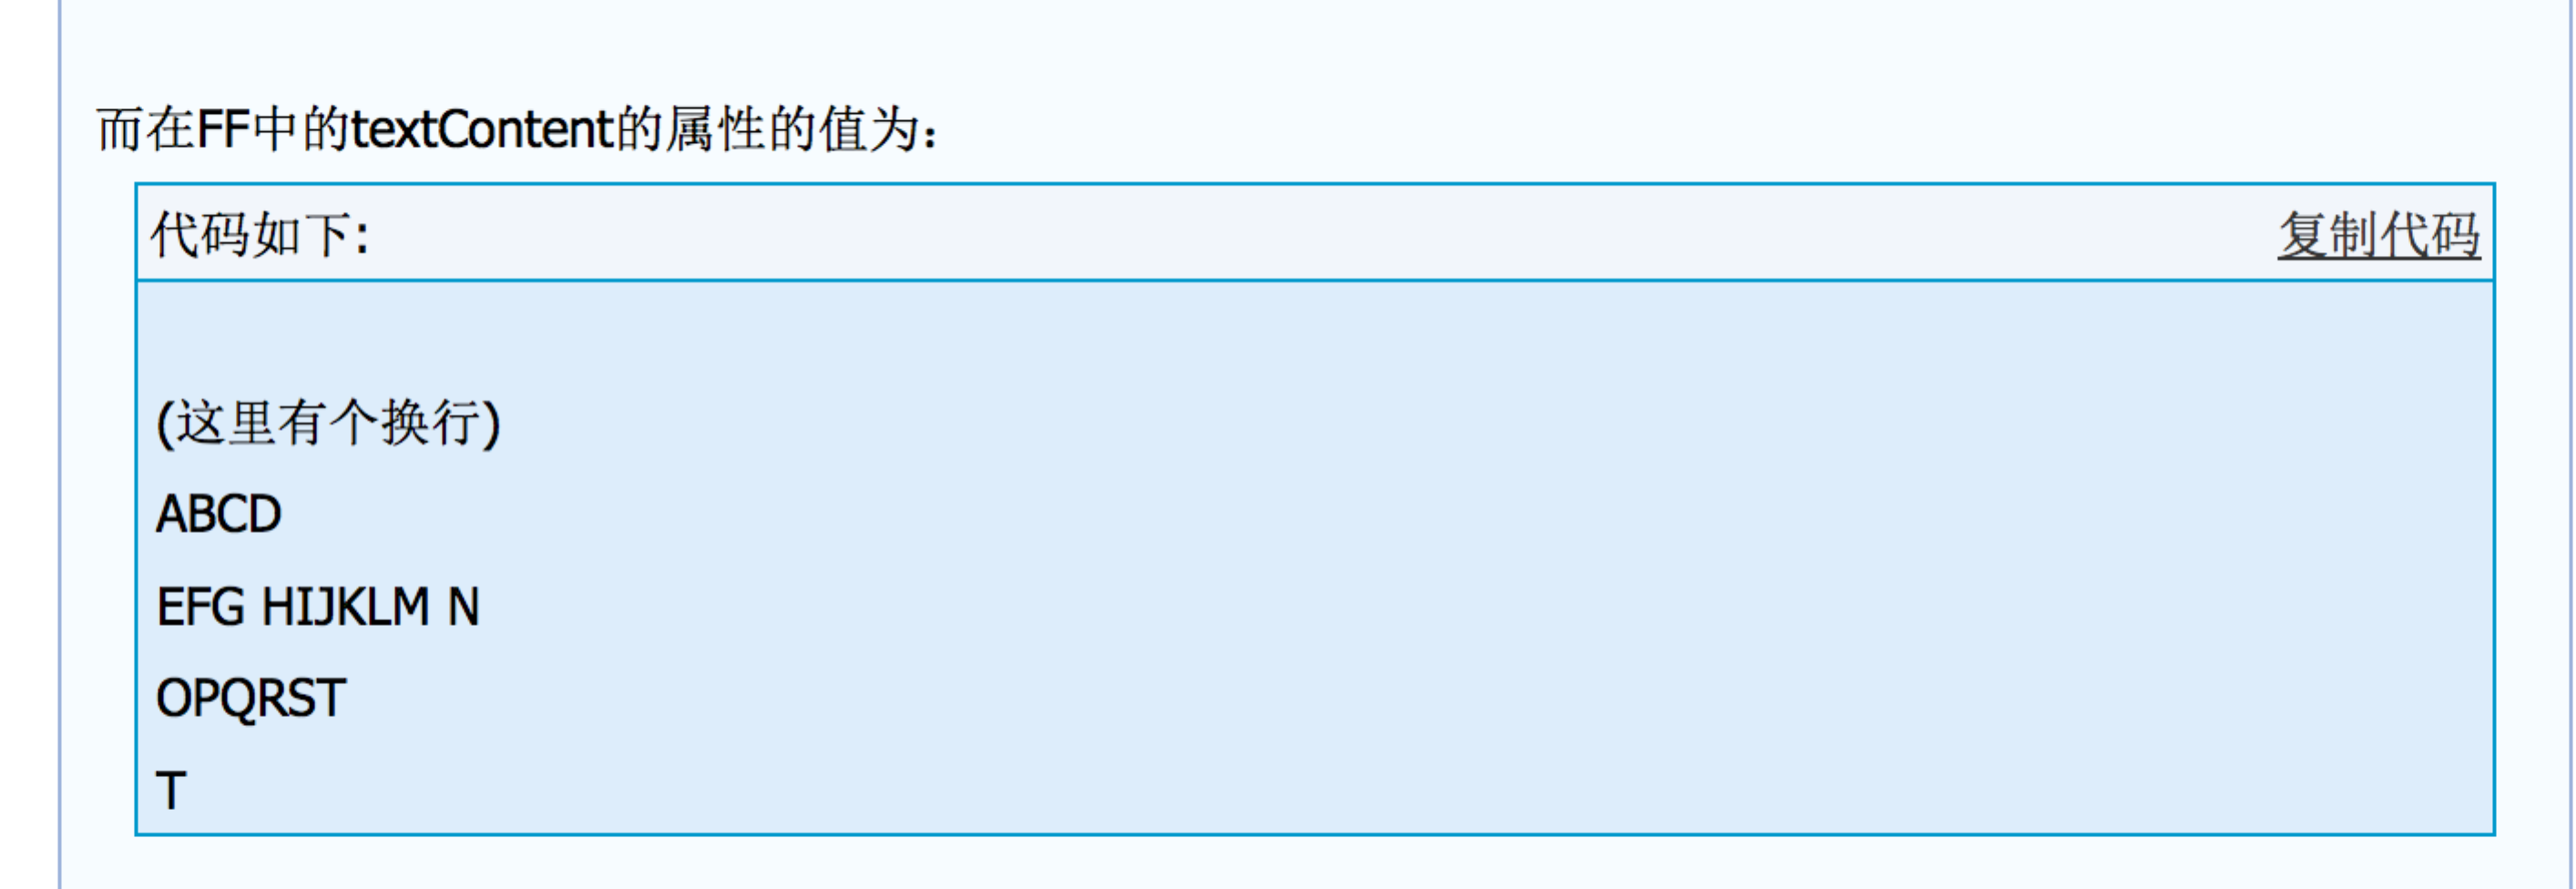 而在FF中的textContent的属性的值为：
代码如下: 复制代码
(这里有个换行)
ABCD
EFG HIJKLM N
OPQRST
T